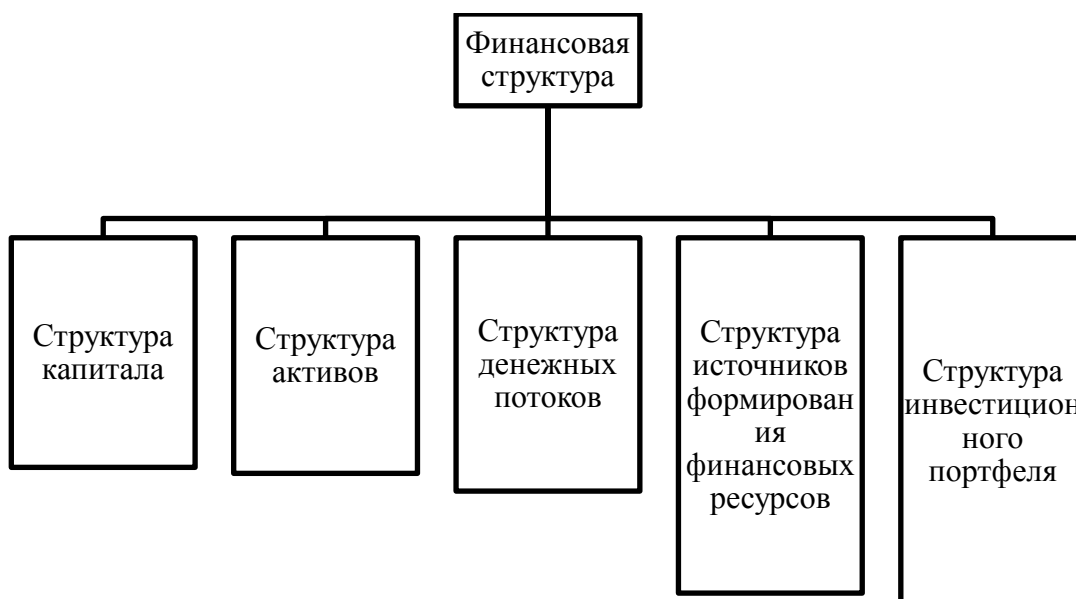 Финансовая
структура
Структура
капитала
Структура
активов
Структура
денежных
потоков
Структура
источников
формирован
ия
финансовых
ресурсов
Структура
инвестицион
ного
портфеля